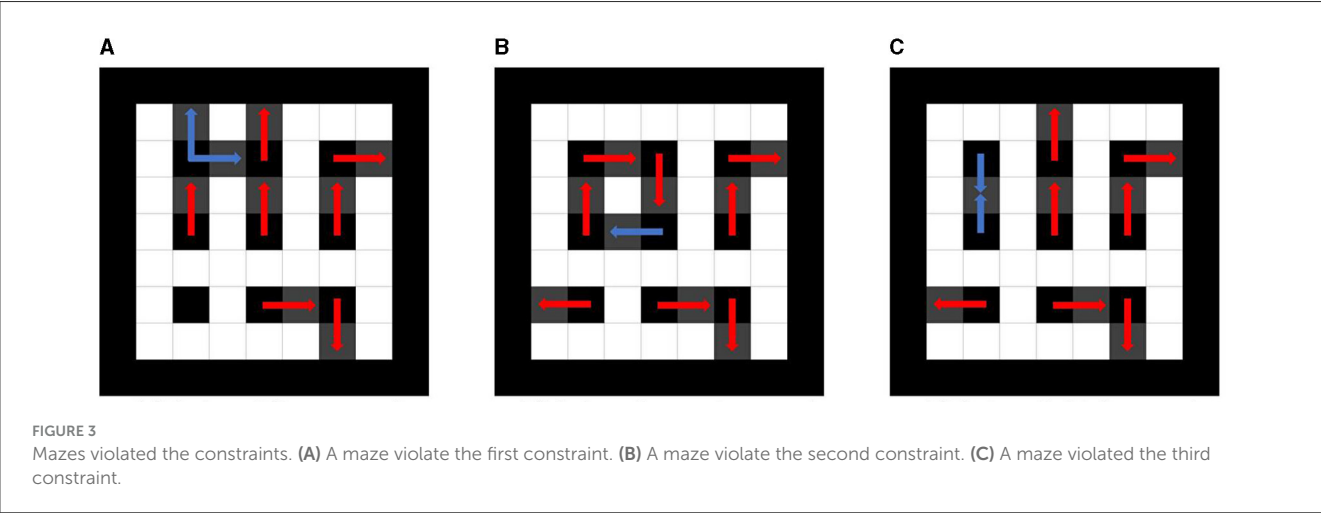 A
B
C
FIGURE 3
Mazes violated the constraints. (A) A maze violate the first constraint. (B) A maze violate the second constraint. (C) A maze violated the third
constraint.